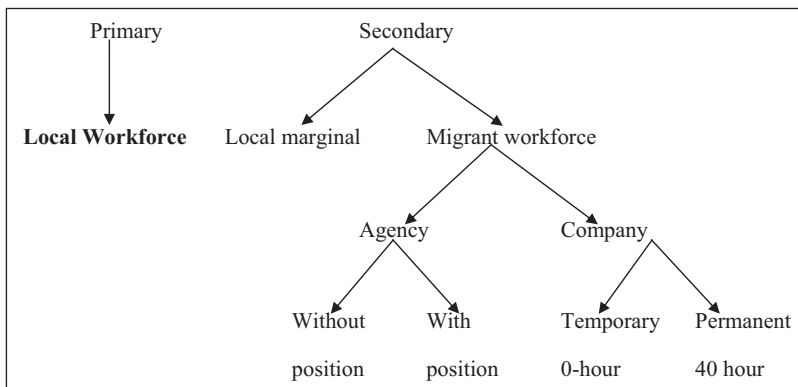 Primary Secondary
Local Workforce Local marginal Migrant workforce
Agency Company
Without With Temporary Permanent
position position 0-hour 40 hour